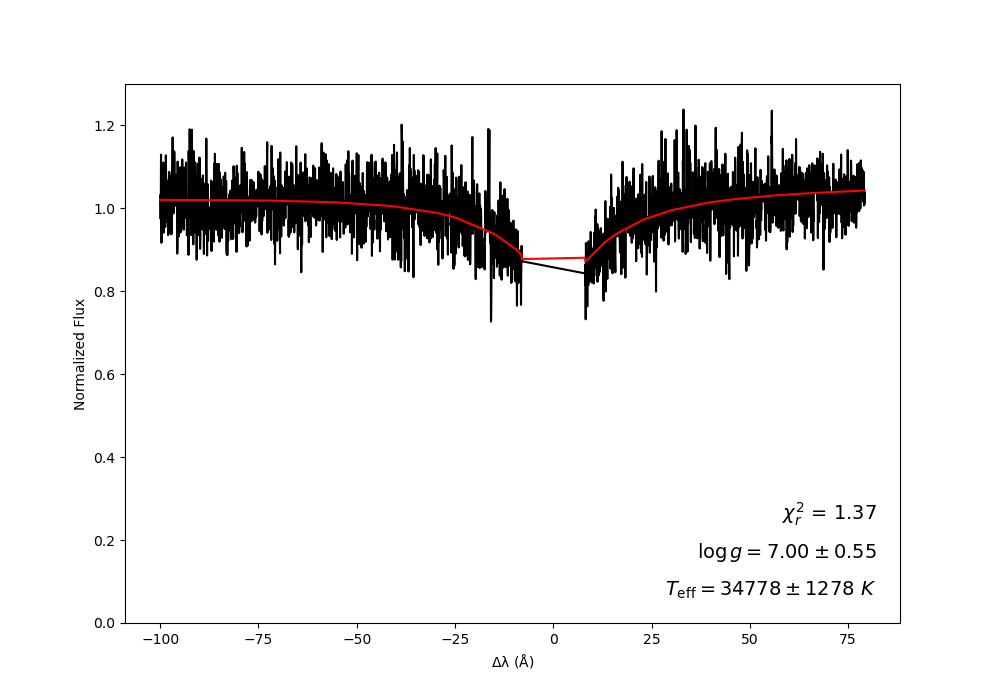 1.2
1.0
0.8
0.6
0.4
0.2
0.0
Normalized Flux
χ²ᵣ = 1.37
log g = 7.00 ± 0.55
T_eff = 34778 ± 1278 K
−100 −75 −50 −25 0 25 50 75
Δλ (Å)